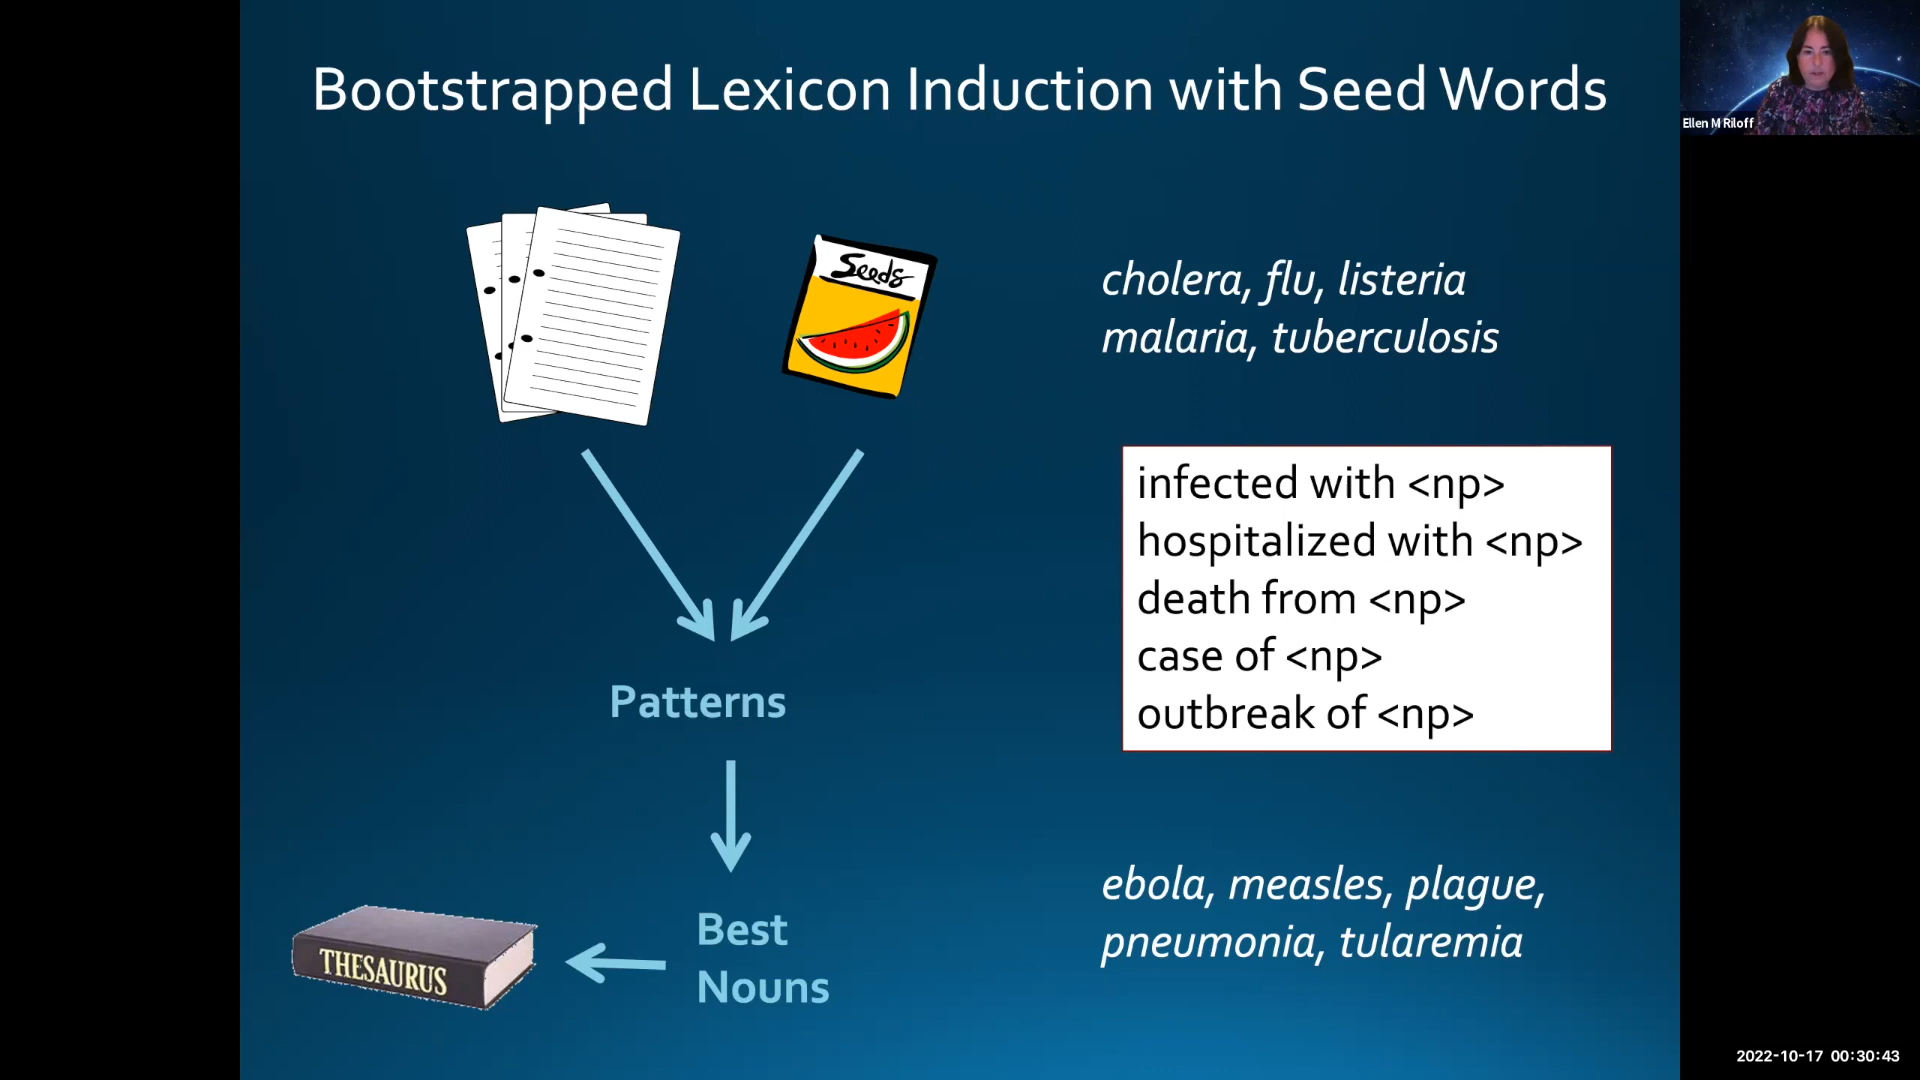 Bootstrapped Lexicon Induction with Seed Words
Ellen M Riloff
Seeds
cholera, flu, listeria
malaria, tuberculosis
infected with <np>
hospitalized with <np>
death from <np>
case of <np>
outbreak of <np>
Patterns
ebola, measles, plague,
pneumonia, tularemia
Best
Nouns
THESAURUS
2022-10-17 00:30:43